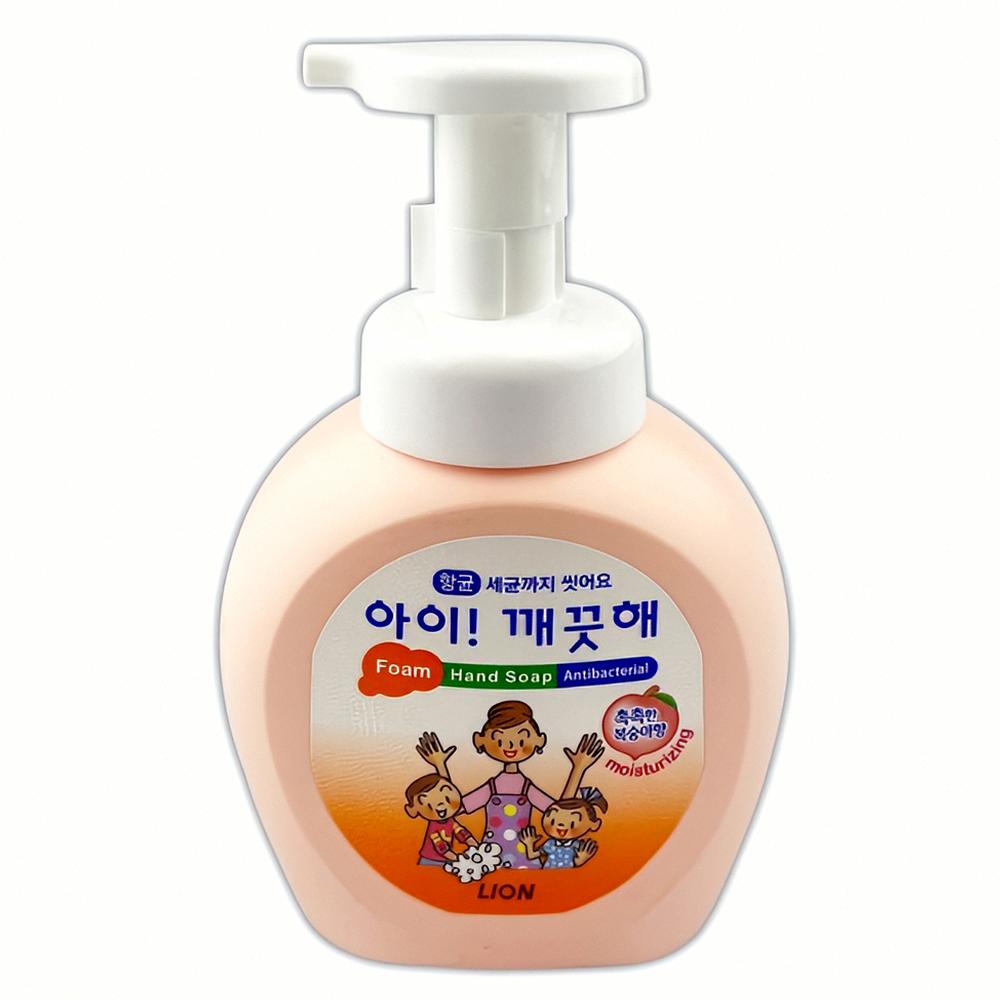 항균 세균까지 씻어요
아이! 깨끗해
Foam Hand Soap Antibacterial
촉촉한
복숭아향
moisturizing
LION